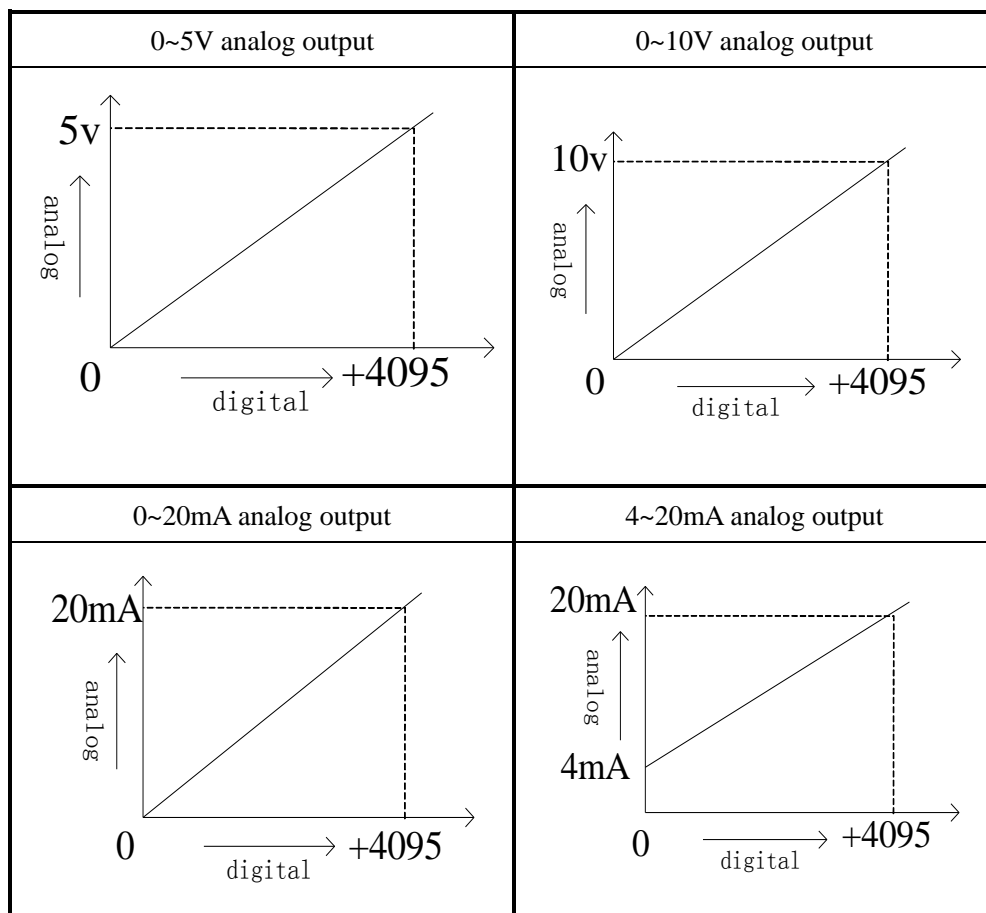 0~5V analog output
0~10V analog output
5v
analog
0
digital
+4095
10v
analog
0
digital
+4095
0~20mA analog output
4~20mA analog output
20mA
analog
0
digital
+4095
20mA
analog
4mA
0
digital
+4095